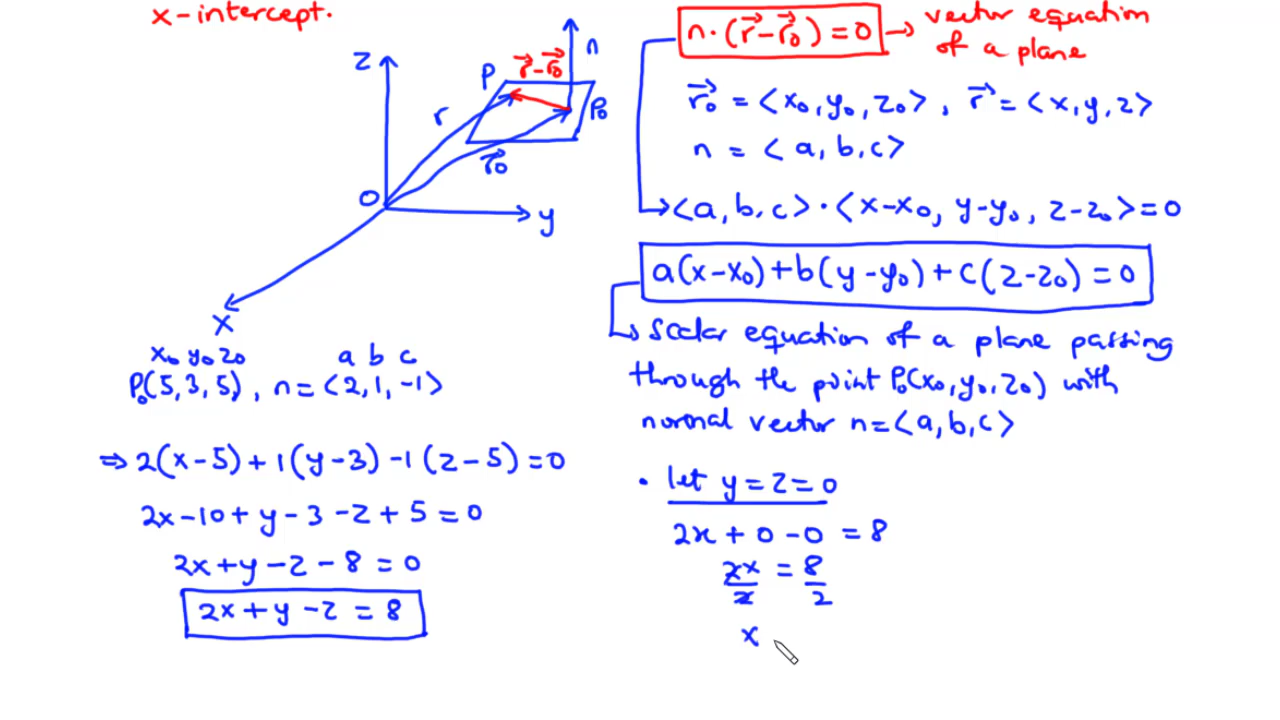 x-intercept.
z
P
r⃗-r⃗₀
n
P₀
r
r⃗₀
O
y
x
x₀ y₀ z₀ a b c
P₀(5,3,5), n=⟨2,1,-1⟩
⇒ 2(x-5)+1(y-3)-1(z-5)=0
2x-10+y-3-z+5=0
2x+y-z-8=0
2x+y-z=8
n·(r⃗-r⃗₀)=0 → vector equation
of a plane
r⃗₀ = ⟨x₀,y₀,z₀⟩, r⃗=⟨x,y,z⟩
n = ⟨a,b,c⟩
→⟨a,b,c⟩·⟨x-x₀, y-y₀, z-z₀⟩=0
a(x-x₀)+b(y-y₀)+c(z-z₀)=0
→ Scalar equation of a plane passing
through the point P₀(x₀,y₀,z₀) with
normal vector n=⟨a,b,c⟩
• let y=z=0
2x+0-0=8
2x/2 = 8/2
x